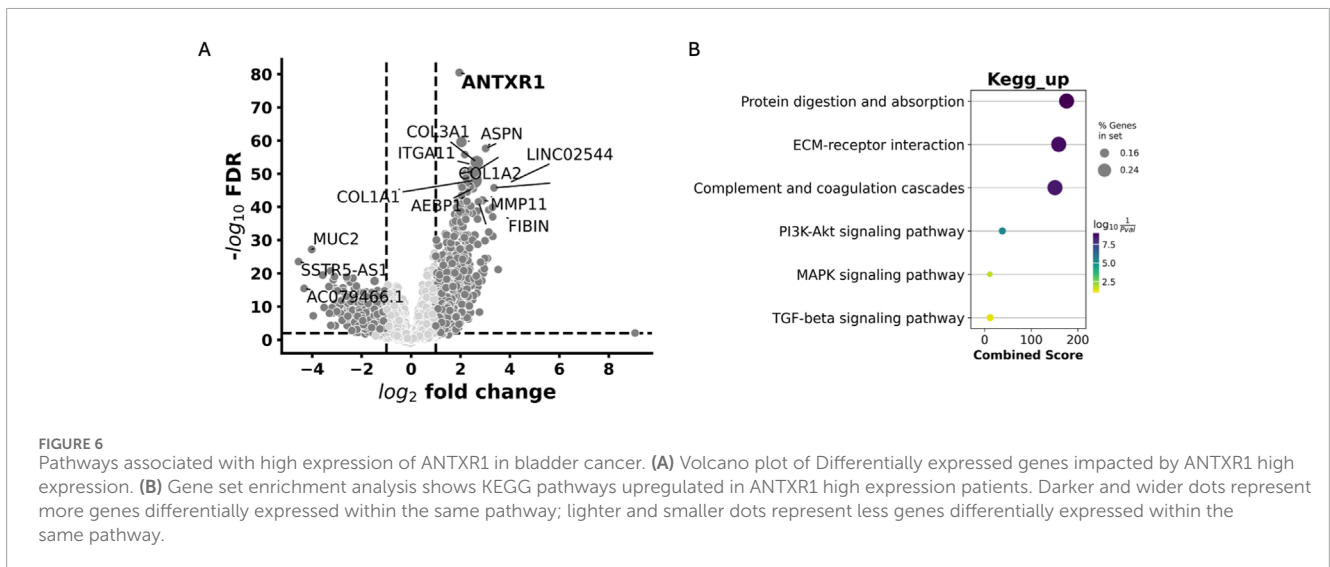 A
B
-log10 FDR
80
70
60
50
40
30
20
10
0
ANTXR1
COL3A1
ASPN
ITGA11
LINC02544
COL1A2
COL1A1
AEBP1
MMP11
FIBIN
MUC2
SSTR5-AS1
AC079466.1
−4 −2 0 2 4 6 8
log2 fold change
Kegg_up
Protein digestion and absorption
ECM-receptor interaction
Complement and coagulation cascades
PI3K-Akt signaling pathway
MAPK signaling pathway
TGF-beta signaling pathway
0 100 200
Combined Score
% Genes
in set
0.16
0.24
log10 1/Pval
7.5
5.0
2.5
FIGURE 6
Pathways associated with high expression of ANTXR1 in bladder cancer. (A) Volcano plot of Differentially expressed genes impacted by ANTXR1 high
expression. (B) Gene set enrichment analysis shows KEGG pathways upregulated in ANTXR1 high expression patients. Darker and wider dots represent
more genes differentially expressed within the same pathway; lighter and smaller dots represent less genes differentially expressed within the
same pathway.